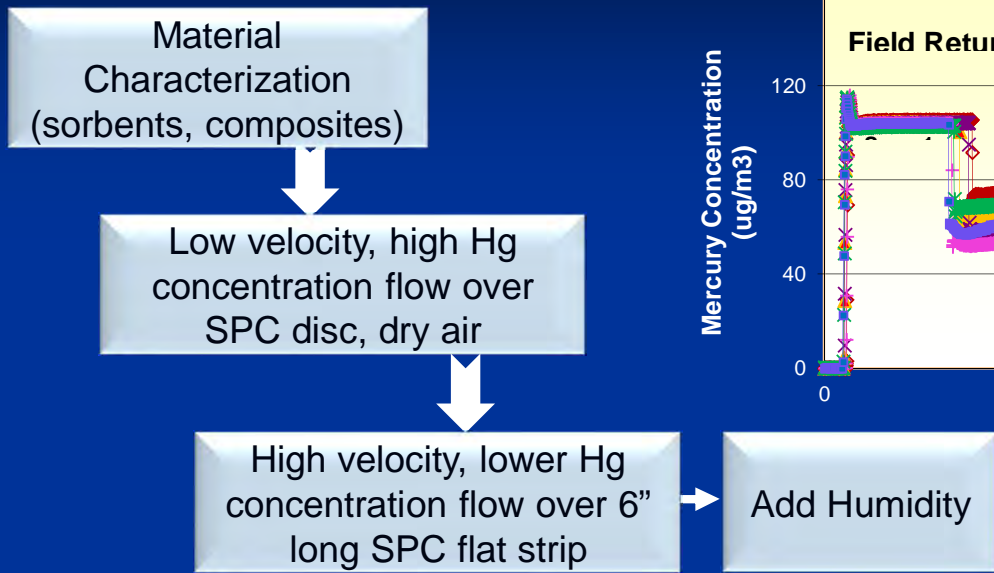 Material
Characterization
(sorbents, composites)
Low velocity, high Hg
concentration flow over
SPC disc, dry air
High velocity, lower Hg
concentration flow over 6”
long SPC flat strip
Add Humidity
Field
Mercury Concentration
(ug/m3)
120
80
40
0
0